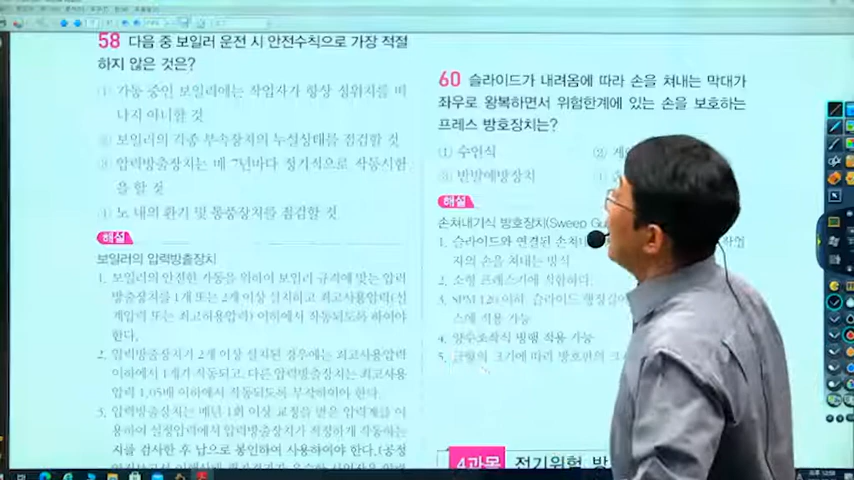 58 다음 중 보일러 운전 시 안전수칙으로 가장 적절
하지 않은 것은?
① 가동 중인 보일러에는 작업자가 항상 정위치를 떠
나지 아니할 것
② 보일러의 각종 부속장치의 누설상태를 점검할 것
③ 압력방출장치는 매 7년마다 정기적으로 작동시험
을 할 것
④ 노 내의 환기 및 통풍장치를 점검할 것
해설
보일러의 압력방출장치
1. 보일러의 안전한 가동을 위하여 보일러 규격에 맞는 압력
방출장치를 1개 또는 2개 이상 설치하고 최고사용압력(설
계압력 또는 최고허용압력) 이하에서 작동되도록 하여야
한다.
2. 압력방출장치가 2개 이상 설치된 경우에는 최고사용압력
이하에서 1개가 작동되고, 다른 압력방출장치는 최고사용
압력 1.05배 이하에서 작동되도록 부착하여야 한다.
3. 압력방출장치는 매년 1회 이상 교정을 받은 압력계를 이
용하여 설정압력에서 압력방출장치가 적정하게 작동하는
지를 검사한 후 납으로 봉인하여 사용하여야 한다.(공정
60 슬라이드가 내려옴에 따라 손을 쳐내는 막대가
좌우로 왕복하면서 위험한계에 있는 손을 보호하는
프레스 방호장치는?
① 수인식 ②
③ 반발예방장치
해설
손쳐내기식 방호장치(Sweep
1. 슬라이드와 연결된 손쳐내 작업
자의 손을 쳐내는 방식
2. 소형 프레스기에 적합하다.
3. SPM 120 이하, 슬라이드 행정길
스에 적용 가능
4. 양수조작식 병행 적용 가능
5. 금형의 크기에 따라 방호판의
4과목 전기위험